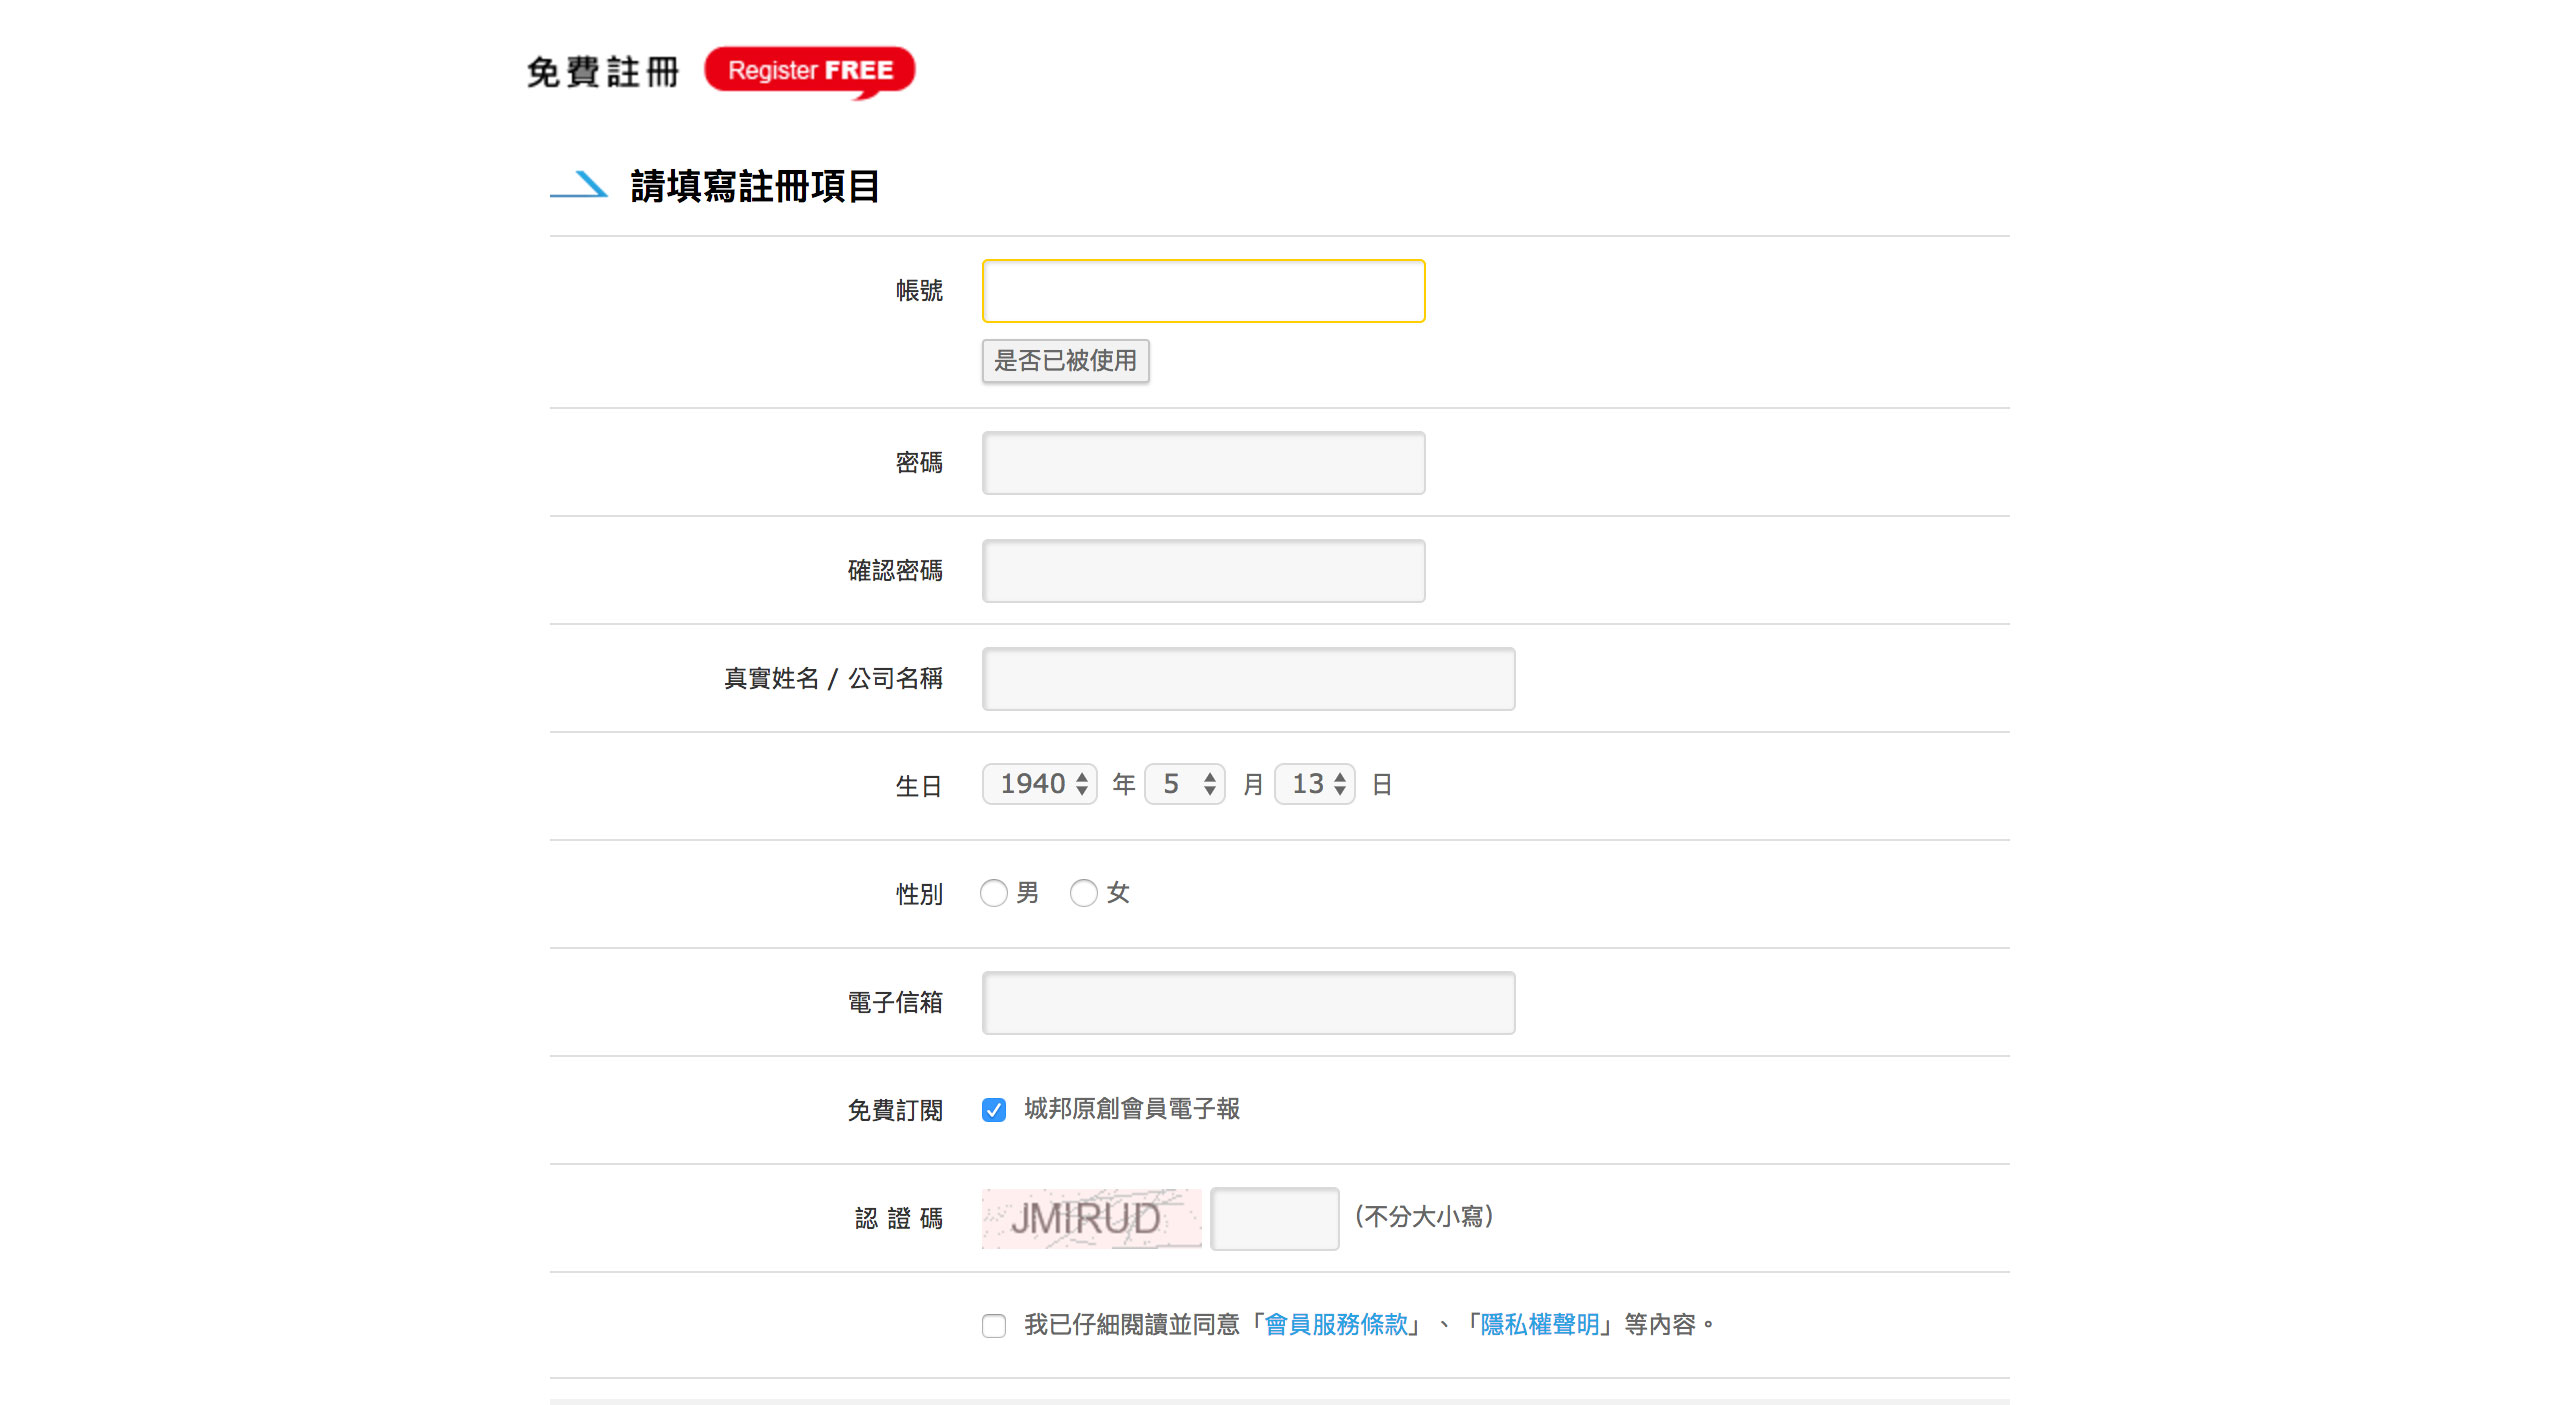 免費註冊 Register FREE
請填寫註冊項目
帳號
是否已被使用
密碼
確認密碼
真實姓名 / 公司名稱
生日 1940 年 5 月 13 日
性別 男 女
電子信箱
免費訂閱 城邦原創會員電子報
認 證 碼 JMIRUD (不分大小寫)
我已仔細閱讀並同意「會員服務條款」、「隱私權聲明」等內容。